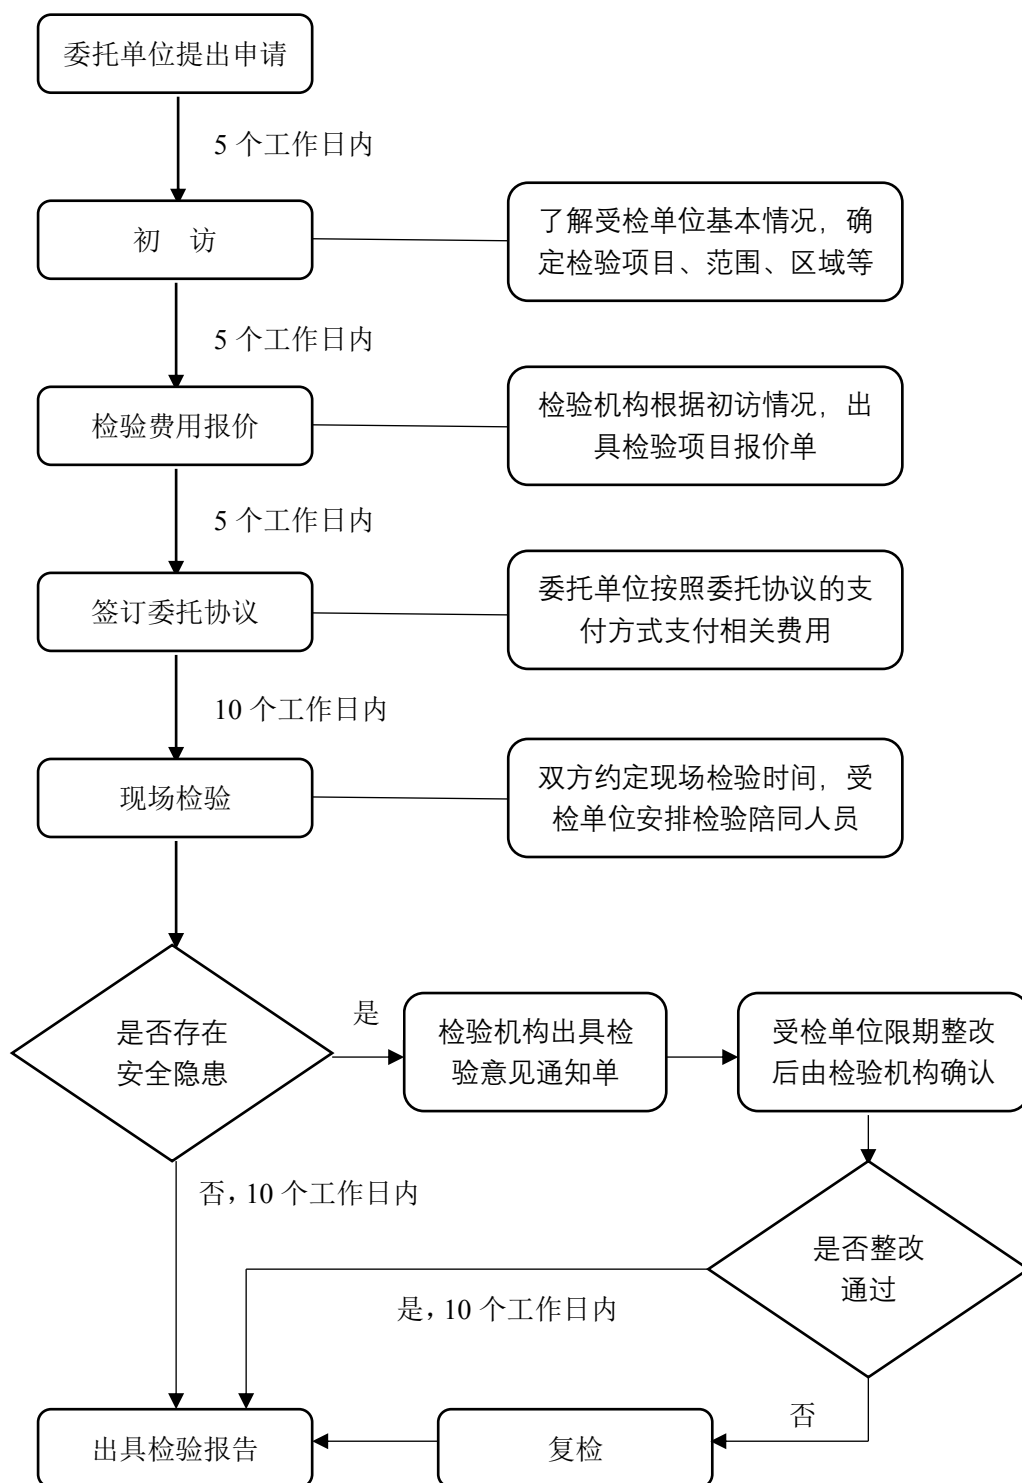 委托单位提出申请
5 个工作日内
初 访
了解受检单位基本情况，确
定检验项目、范围、区域等
5 个工作日内
检验费用报价
检验机构根据初访情况，出
具检验项目报价单
5 个工作日内
签订委托协议
委托单位按照委托协议的支
付方式支付相关费用
10 个工作日内
现场检验
双方约定现场检验时间，受
检单位安排检验陪同人员
是否存在
安全隐患
是
检验机构出具检
验意见通知单
受检单位限期整改
后由检验机构确认
否，10 个工作日内
是否整改
通过
是，10 个工作日内
否
复检
出具检验报告